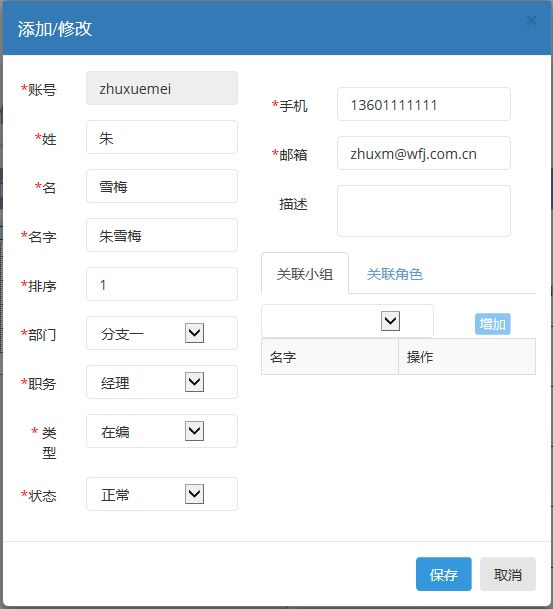 添加/修改
×
*账号 zhuxuemei
*姓 朱
*名 雪梅
*名字 朱雪梅
*排序 1
*部门 分支一
*职务 经理
* 类
型 在编
*状态 正常
*手机 13601111111
*邮箱 zhuxm@wfj.com.cn
描述
关联小组 关联角色
增加
名字 操作
保存 取消